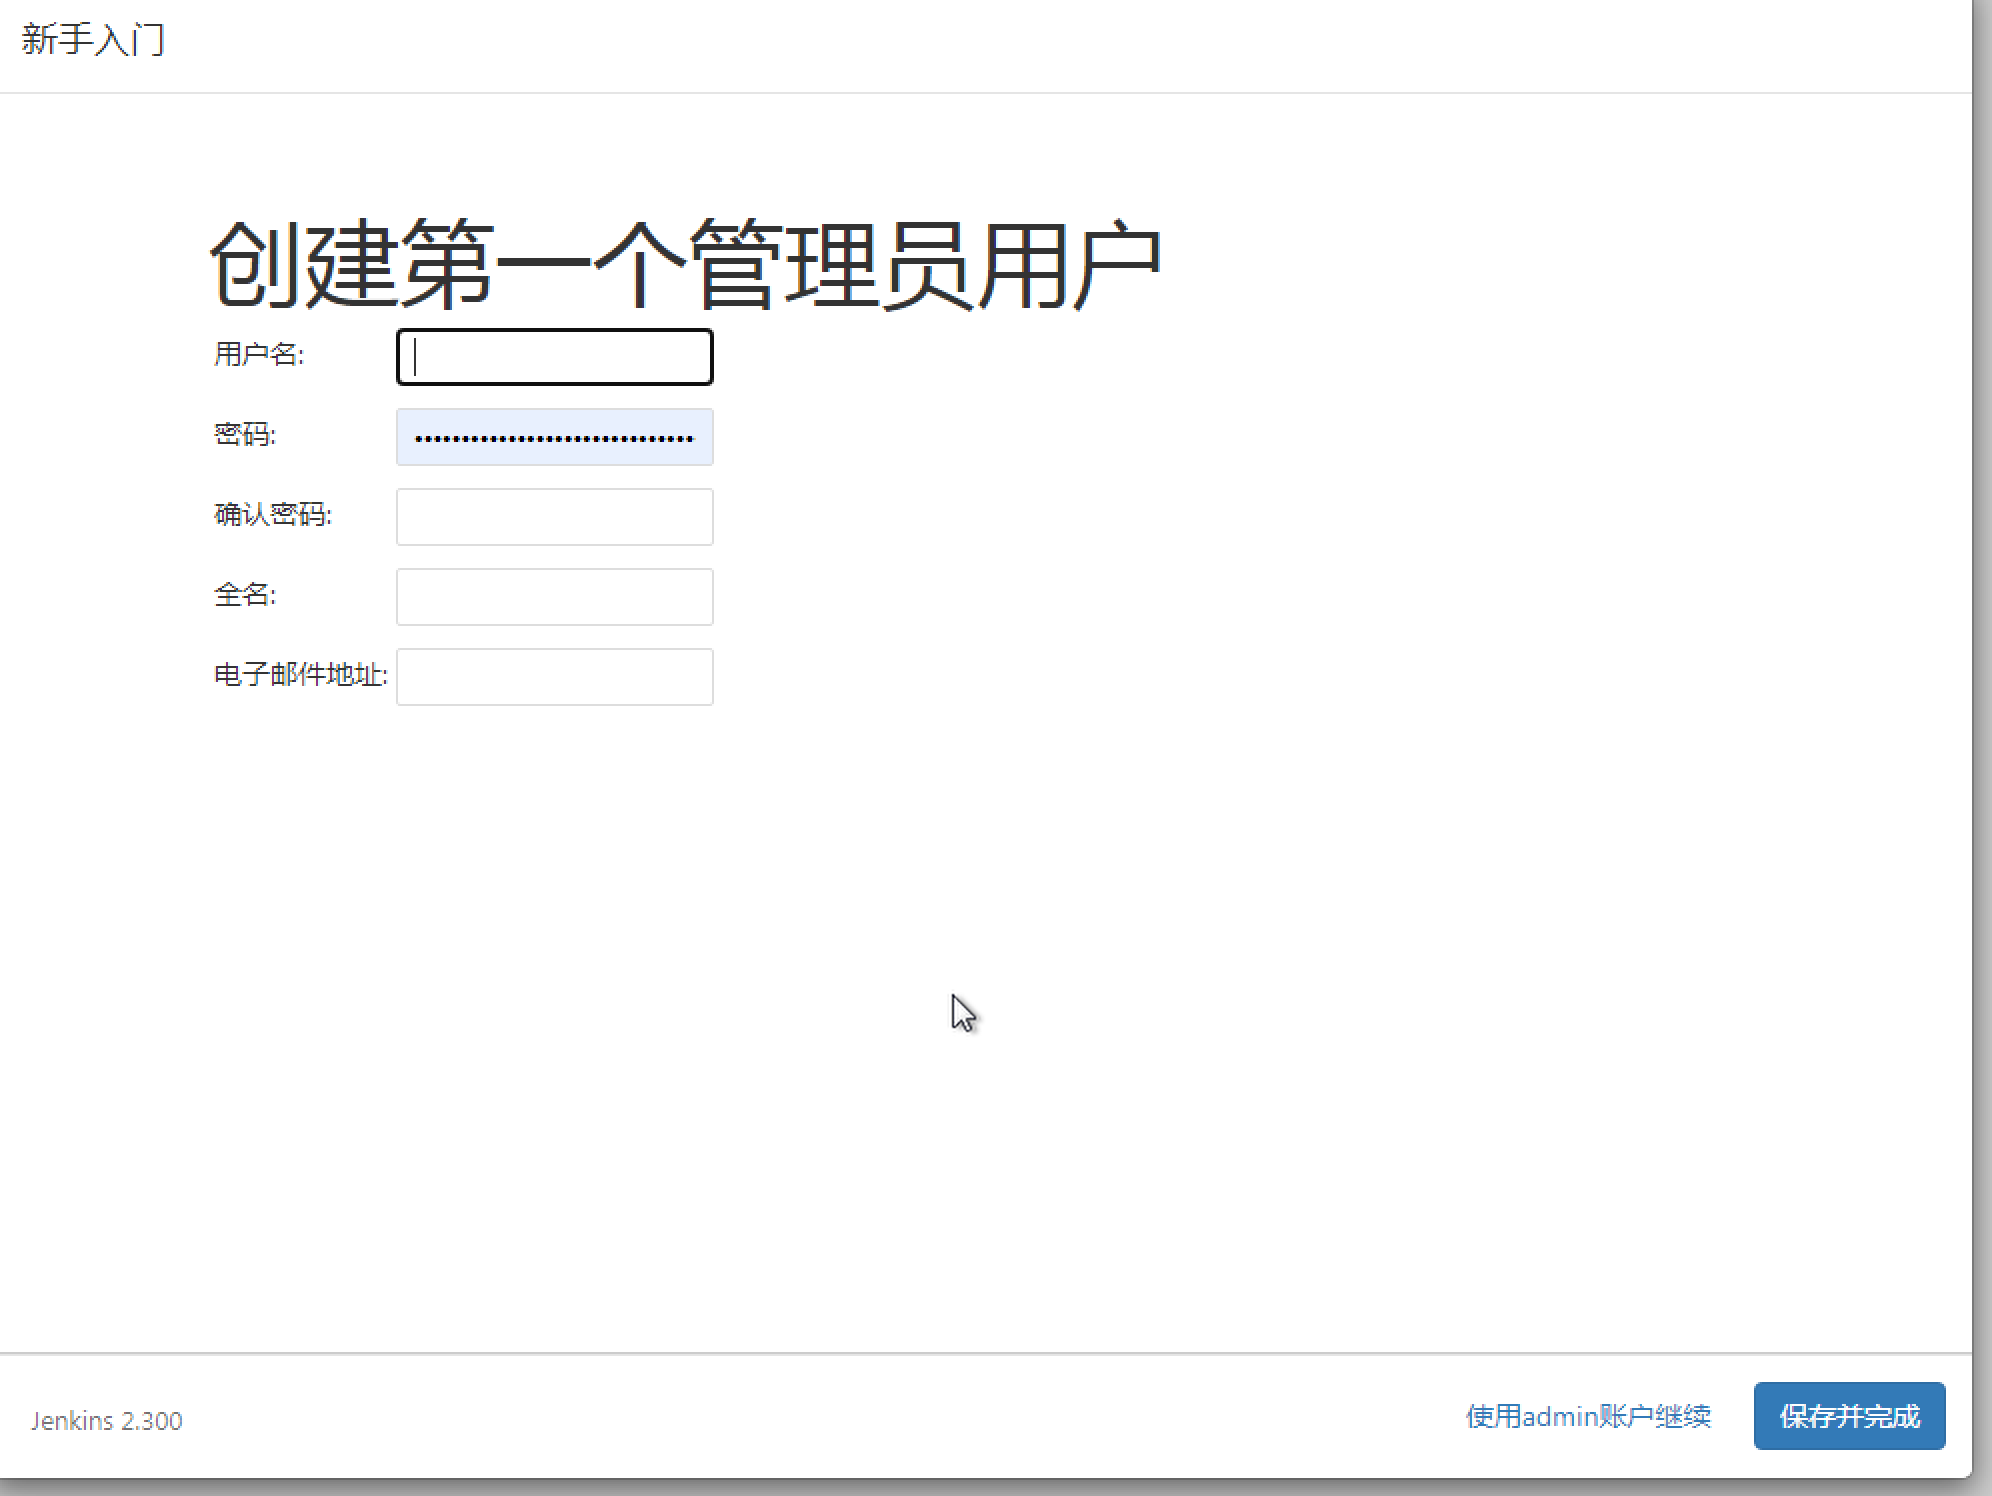 新手入门
创建第一个管理员用户
用户名:
密码:
确认密码:
全名:
电子邮件地址:
Jenkins 2.300
使用admin账户继续
保存并完成